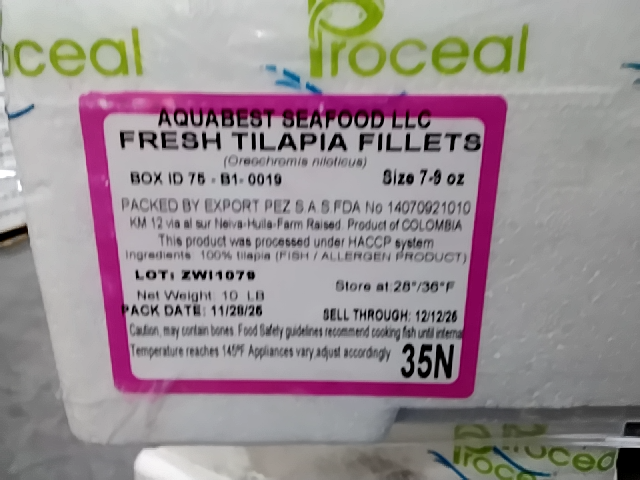 oceal
Proceal
AQUABEST SEAFOOD LLC
FRESH TILAPIA FILLETS
(Oreochromis niloticus)
BOX ID 75 - B1- 0019
Size 7-9 oz
PACKED BY EXPORT PEZ S.A.S.FDA No 14070921010
KM 12 via al sur Neiva-Huila-Farm Raised. Product of COLOMBIA
This product was processed under HACCP system
Ingredients: 100% tilapia (FISH / ALLERGEN PRODUCT)
LOT: ZWI1079
Store at 28°/36°F
Net Weight 10 LB
PACK DATE: 11/28/25
SELL THROUGH: 12/12/25
Caution, may contain bones. Food Safety guidelines recommend cooking fish until internal
Temperature reaches 145ºF Appliances vary,adjust accordingly
35N
Proceal